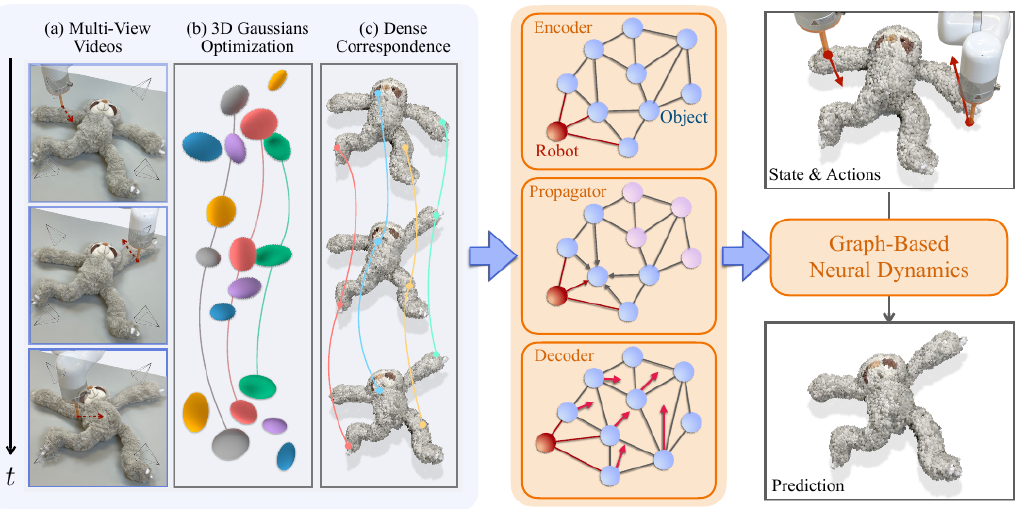 (a) Multi-View
Videos
(b) 3D Gaussians
Optimization
(c) Dense
Correspondence
t
Encoder
Object
Robot
Propagator
Decoder
State & Actions
Graph-Based
Neural Dynamics
Prediction